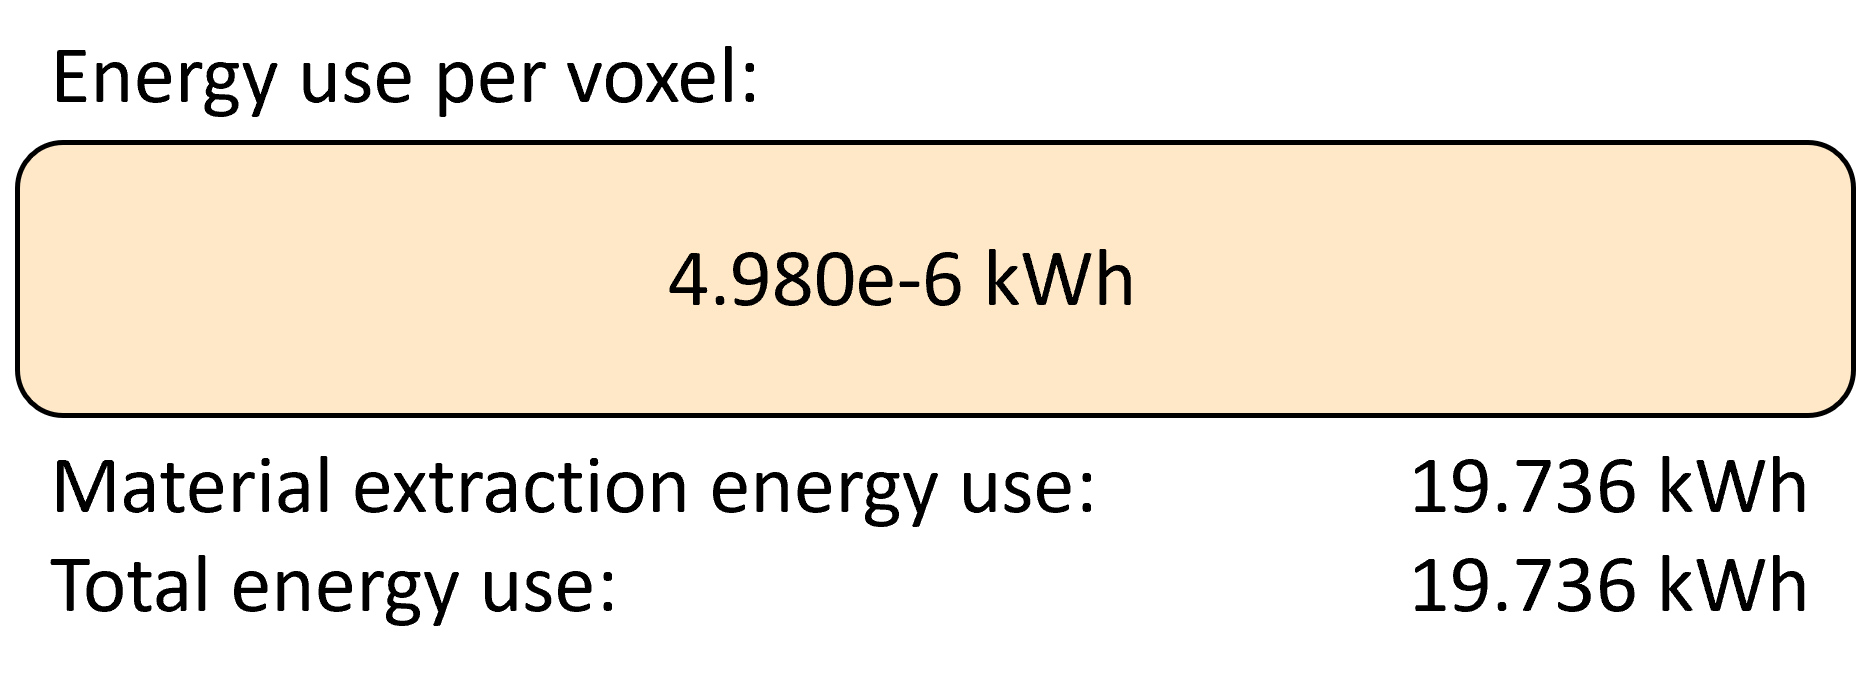 Energy use per voxel:
4.980e-6 kWh
Material extraction energy use: 19.736 kWh
Total energy use: 19.736 kWh